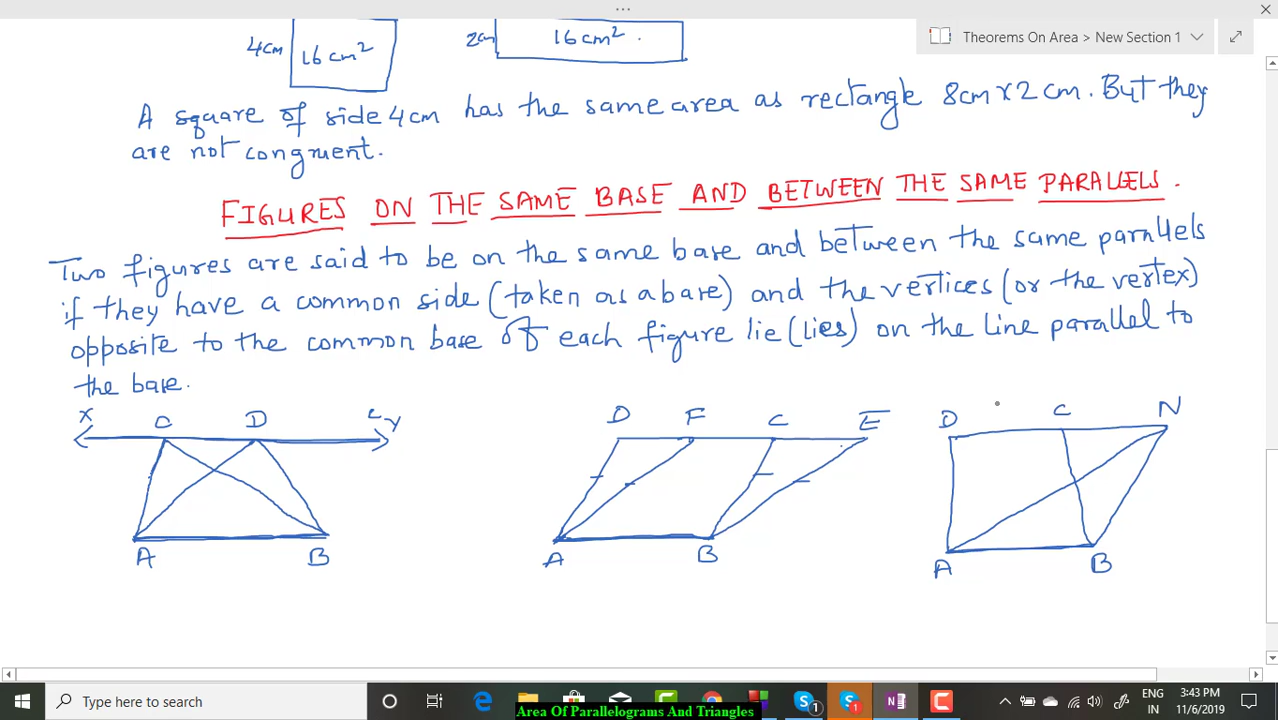 Theorems On Area > New Section 1
4cm 16cm² 2cm 16cm²
A square of side 4cm has the same area as rectangle 8cm x 2 cm. But they
are not congruent.
FIGURES ON THE SAME BASE AND BETWEEN THE SAME PARALLELS.
Two figures are said to be on the same base and between the same parallels
if they have a common side (taken as a base) and the vertices (or the vertex)
opposite to the common base of each figure lie (lies) on the line parallel to
the base.
X C D Y
A B
D F C E
A B
D C N
A B
Type here to search
ENG
IN
3:43 PM
11/6/2019
Area Of Parallelograms And Triangles